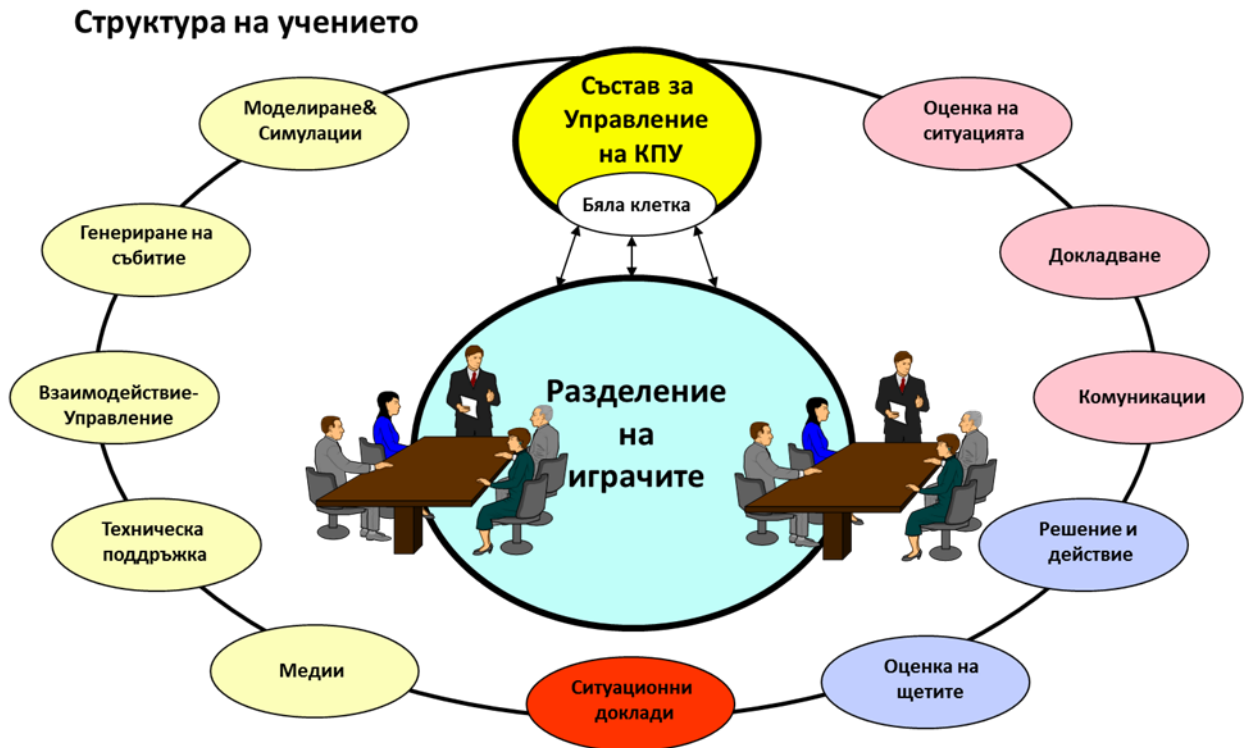 Структура на учението
Състав за
Управление
на КПУ
Бяла клетка
Моделиране&
Симулации
Генериране на
събитие
Взаимодействие-
Управление
Техническа
поддръжка
Медии
Ситуационни
доклади
Оценка на
щетите
Решение и
действие
Комуникации
Докладване
Оценка на
ситуацията
Разделение
на
играчите